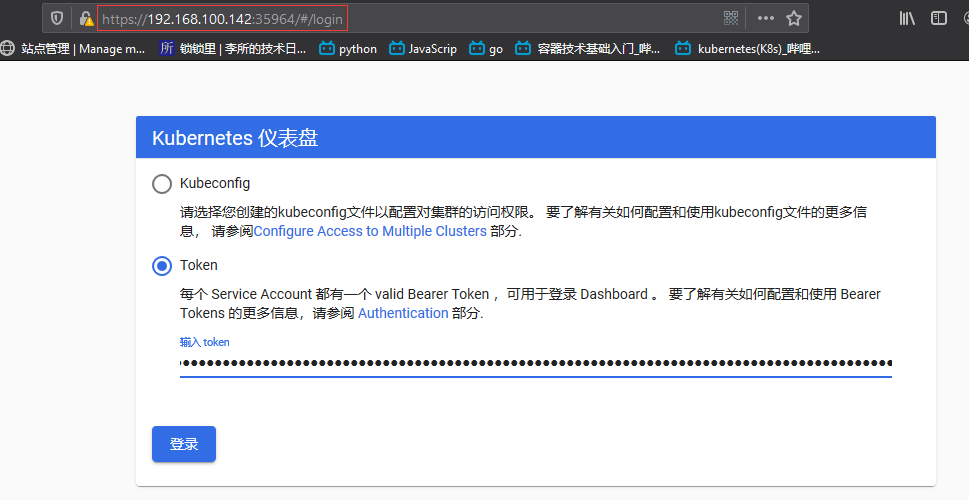 https://192.168.100.142:35964/#/login
站点管理 | Manage m... 所 锁锁里 | 李所的技术日... python JavaScrip go 容器技术基础入门_哔... kubernetes(K8s)_哔哩...
Kubernetes 仪表盘
Kubeconfig
请选择您创建的kubeconfig文件以配置对集群的访问权限。 要了解有关如何配置和使用kubeconfig文件的更多信
息， 请参阅Configure Access to Multiple Clusters 部分.
Token
每个 Service Account 都有一个 valid Bearer Token ，可用于登录 Dashboard 。 要了解有关如何配置和使用 Bearer
Tokens 的更多信息，请参阅 Authentication 部分.
输入 token
登录